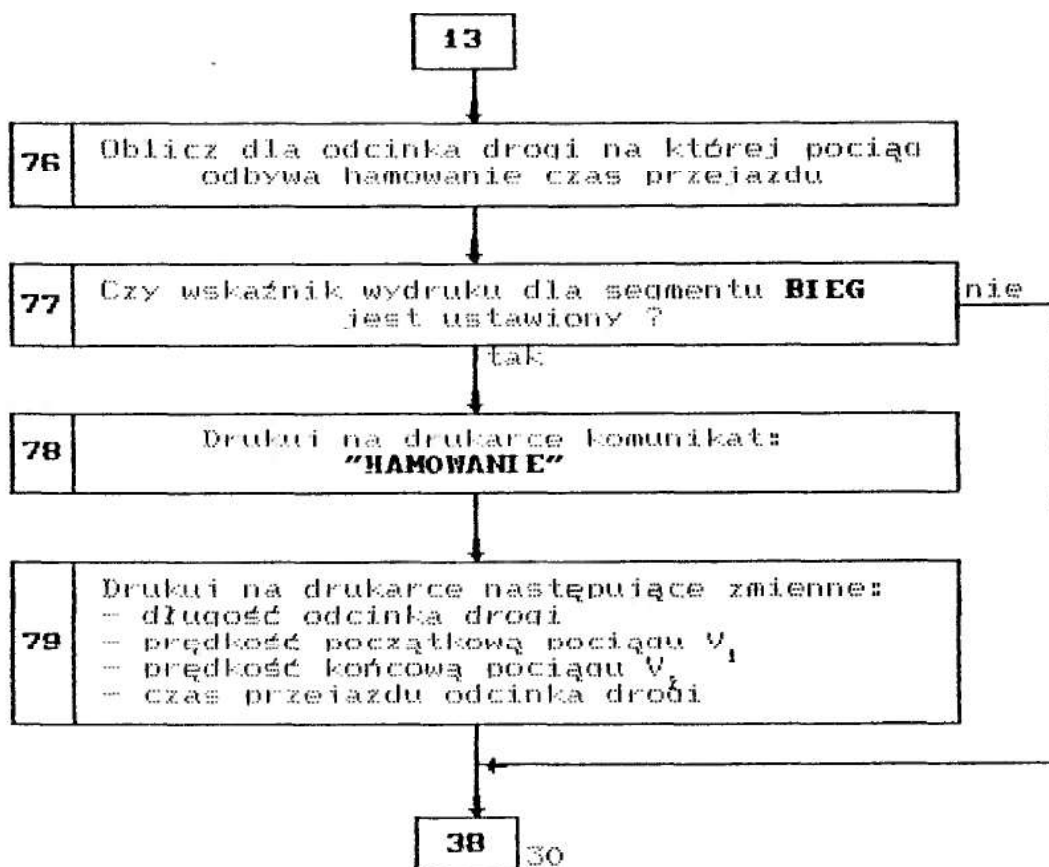 13
76
Oblicz dla odcinka drogi na której pociąg
odbywa hamowanie czas przejazdu
77
Czy wskaźnik wydruku dla segmentu BIEG
jest ustawiony ?
nie
tak
78
Drukuj na drukarce komunikat:
"HAMOWANIE"
79
Drukuj na drukarce następujące zmienne:
- długość odcinka drogi
- prędkość początkową pociągu V₁
- prędkość końcową pociągu V₂
- czas przejazdu odcinka drogi
38
30